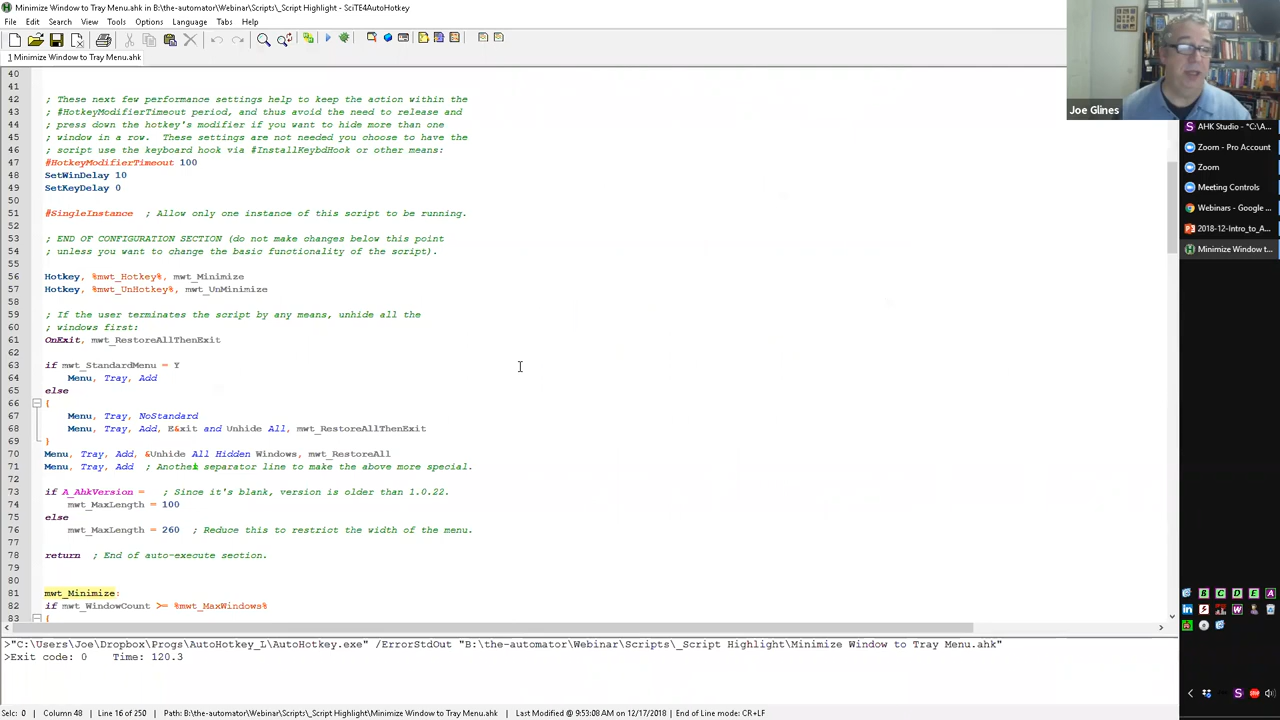 Minimize Window to Tray Menu.ahk in B:\the-automator\Webinar\Scripts\_Script Highlight - SciTE4AutoHotkey
File Edit Search View Tools Options Language Tabs Help
1 Minimize Window to Tray Menu.ahk
40
41
42 ; These next few performance settings help to keep the action within the
43 ; #HotkeyModifierTimeout period, and thus avoid the need to release and
44 ; press down the hotkey's modifier if you want to hide more than one
45 ; window in a row.  These settings are not needed you choose to have the
46 ; script use the keyboard hook via #InstallKeybdHook or other means:
47 #HotkeyModifierTimeout 100
48 SetWinDelay 10
49 SetKeyDelay 0
50
51 #SingleInstance  ; Allow only one instance of this script to be running.
52
53 ; END OF CONFIGURATION SECTION (do not make changes below this point
54 ; unless you want to change the basic functionality of the script).
55
56 Hotkey, %mwt_Hotkey%, mwt_Minimize
57 Hotkey, %mwt_UnHotkey%, mwt_UnMinimize
58
59 ; If the user terminates the script by any means, unhide all the
60 ; windows first:
61 OnExit, mwt_RestoreAllThenExit
62
63 if mwt_StandardMenu = Y
64     Menu, Tray, Add
65 else
66 {
67     Menu, Tray, NoStandard
68     Menu, Tray, Add, E&xit and Unhide All, mwt_RestoreAllThenExit
69 }
70 Menu, Tray, Add, &Unhide All Hidden Windows, mwt_RestoreAll
71 Menu, Tray, Add  ; Another separator line to make the above more special.
72
73 if A_AhkVersion =   ; Since it's blank, version is older than 1.0.22.
74     mwt_MaxLength = 100
75 else
76     mwt_MaxLength = 260  ; Reduce this to restrict the width of the menu.
77
78 return  ; End of auto-execute section.
79
80
81 mwt_Minimize:
82 if mwt_WindowCount >= %mwt_MaxWindows%
83 {
>"C:\Users\Joe\Dropbox\Progs\AutoHotkey_L\AutoHotkey.exe" /ErrorStdOut "B:\the-automator\Webinar\Scripts\_Script Highlight\Minimize Window to Tray Menu.ahk"
>Exit code: 0    Time: 120.3
Selc: 0 Column: 48 Line: 16 of 250 Path: B:\the-automator\Webinar\Scripts\_Script Highlight\Minimize Window to Tray Menu.ahk Last Modified @ 9:53:08 AM on 12/17/2018 End of Line mode: CR+LF
Joe Glines
AHK Studio - "C:\A...
Zoom - Pro Account
Zoom
Meeting Controls
Webinars - Google ...
2018-12-Intro_to_A...
Minimize Window t...
B C D E A